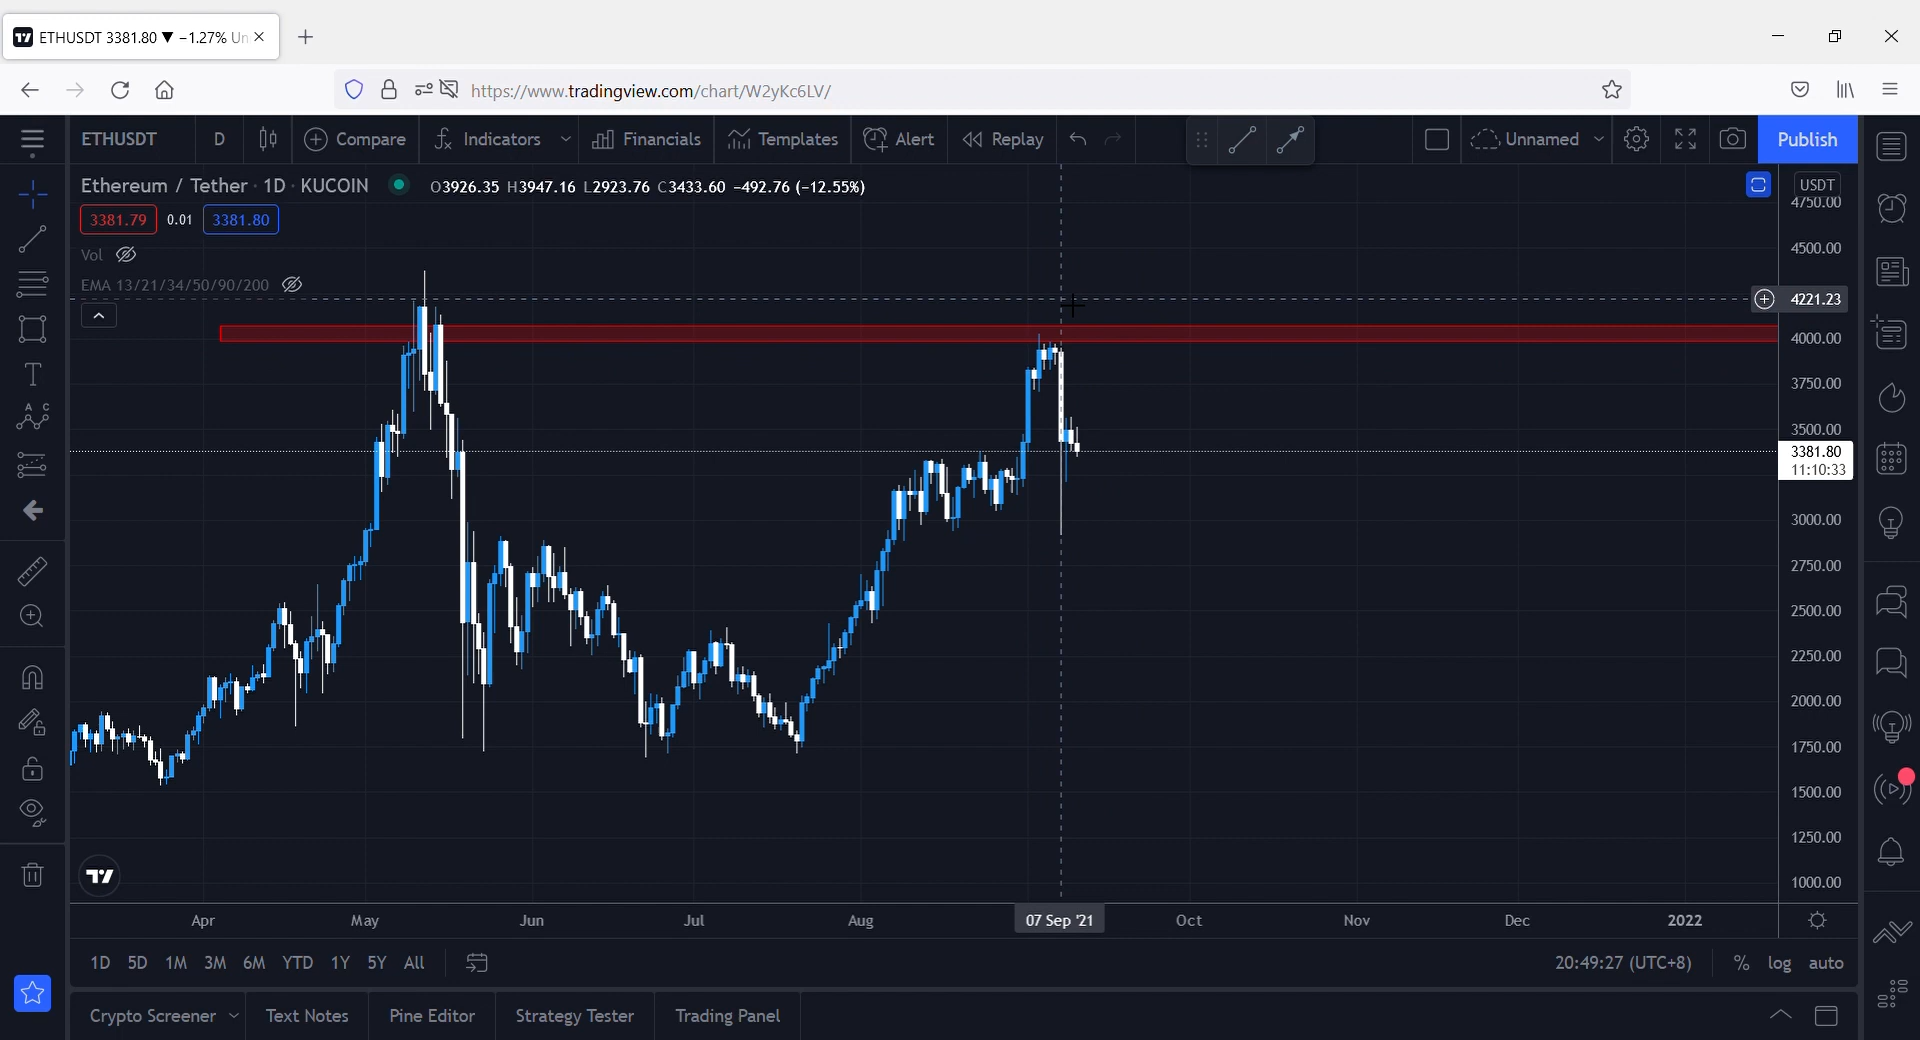 ETHUSDT 3381.80 ▼ −1.27% Un
https://www.tradingview.com/chart/W2yKc6LV/
ETHUSDT D Compare Indicators Financials Templates Alert Replay Unnamed Publish
Ethereum / Tether · 1D · KUCOIN O3926.35 H3947.16 L2923.76 C3433.60 −492.76 (−12.55%)
USDT
3381.79 0.01 3381.80
Vol
EMA 13/21/34/50/90/200
4750.00
4500.00
4221.23
4000.00
3750.00
3500.00
3381.80
11:10:33
3000.00
2750.00
2500.00
2250.00
2000.00
1750.00
1500.00
1250.00
1000.00
Apr May Jun Jul Aug 07 Sep '21 Oct Nov Dec 2022
1D 5D 1M 3M 6M YTD 1Y 5Y All 20:49:27 (UTC+8) % log auto
Crypto Screener Text Notes Pine Editor Strategy Tester Trading Panel